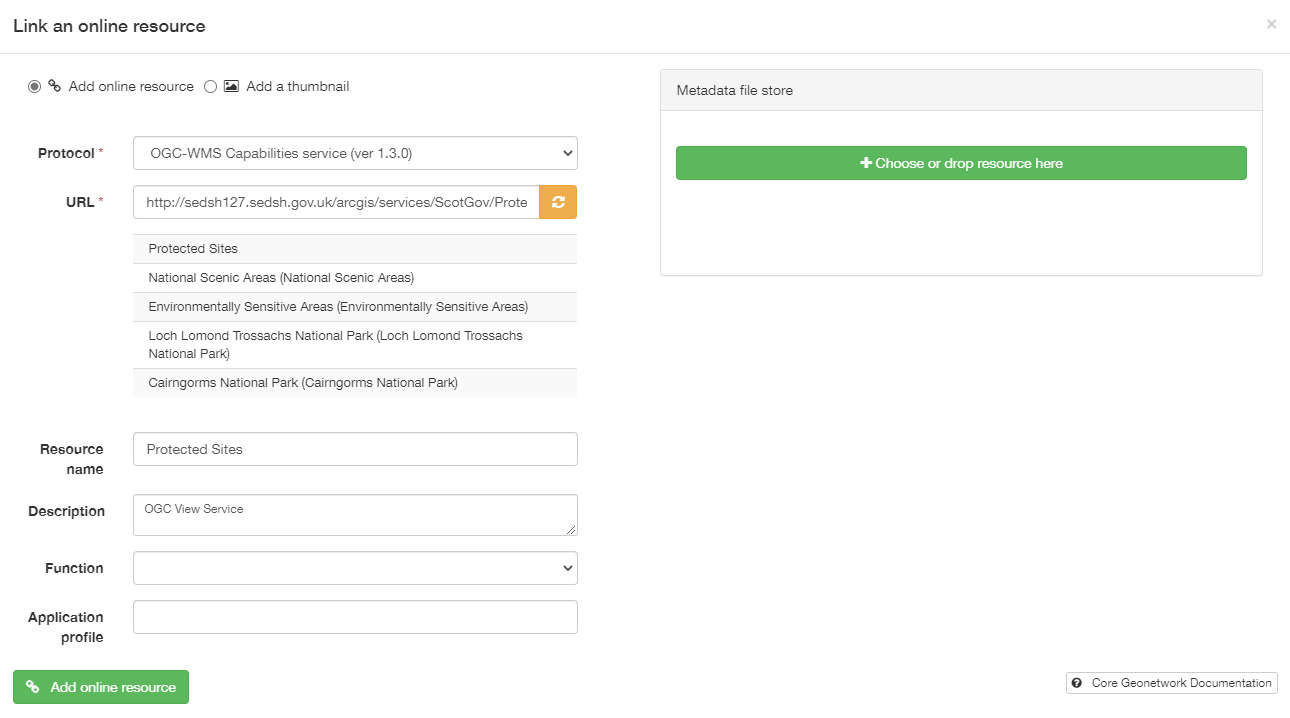 Link an online resource
×
Add online resource Add a thumbnail
Metadata file store
Choose or drop resource here
Protocol * OGC-WMS Capabilities service (ver 1.3.0)
URL * http://sedsh127.sedsh.gov.uk/arcgis/services/ScotGov/Prote
Protected Sites
National Scenic Areas (National Scenic Areas)
Environmentally Sensitive Areas (Environmentally Sensitive Areas)
Loch Lomond Trossachs National Park (Loch Lomond Trossachs
National Park)
Cairngorms National Park (Cairngorms National Park)
Resource
name
Protected Sites
Description OGC View Service
Function
Application
profile
Add online resource
Core Geonetwork Documentation